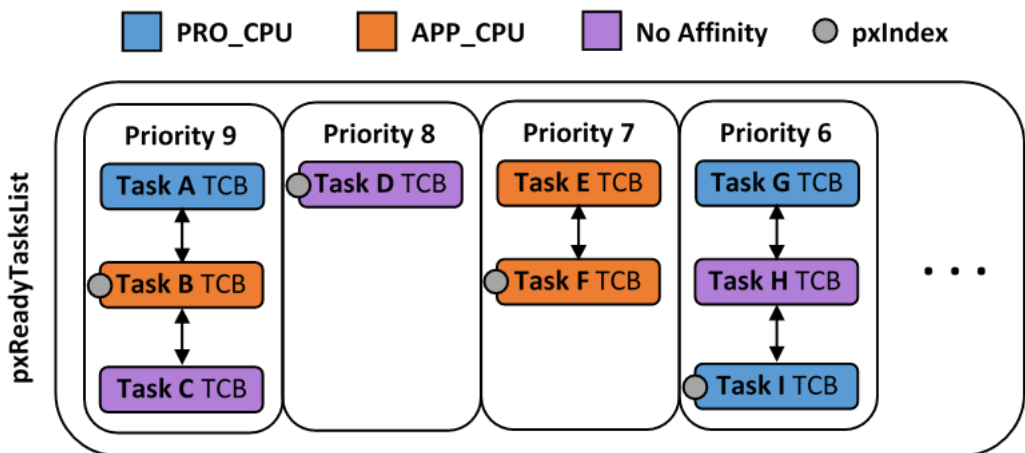 PRO_CPU APP_CPU No Affinity pxIndex
pxReadyTasksList
Priority 9
Task A TCB
Task B TCB
Task C TCB
Priority 8
Task D TCB
Priority 7
Task E TCB
Task F TCB
Priority 6
Task G TCB
Task H TCB
Task I TCB
. . .